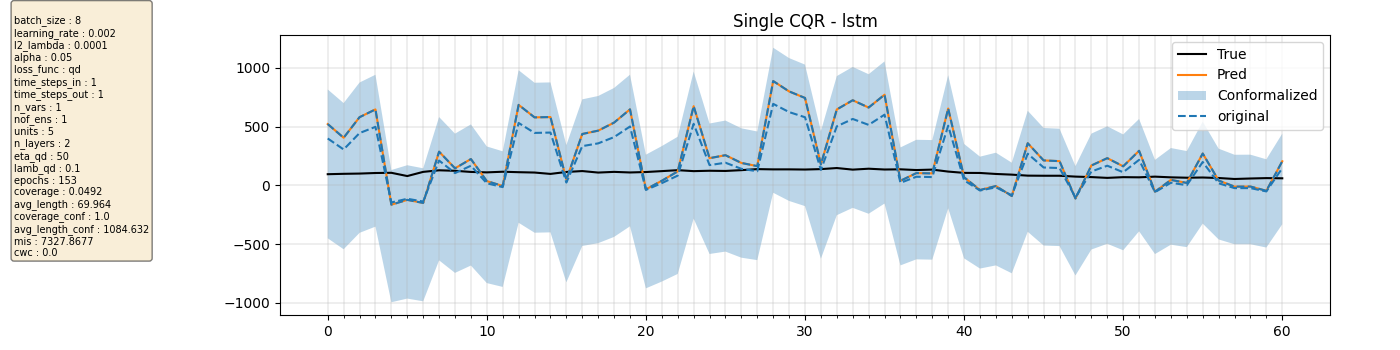 batch_size : 8
learning_rate : 0.002
l2_lambda : 0.0001
alpha : 0.05
loss_func : qd
time_steps_in : 1
time_steps_out : 1
n_vars : 1
nof_ens : 1
units : 5
n_layers : 2
eta_qd : 50
lamb_qd : 0.1
epochs : 153
coverage : 0.0492
avg_length : 69.964
coverage_conf : 1.0
avg_length_conf : 1084.632
mis : 7327.8677
cwc : 0.0
Single CQR - lstm
1000
500
0
−500
−1000
0 10 20 30 40 50 60
True
Pred
Conformalized
original